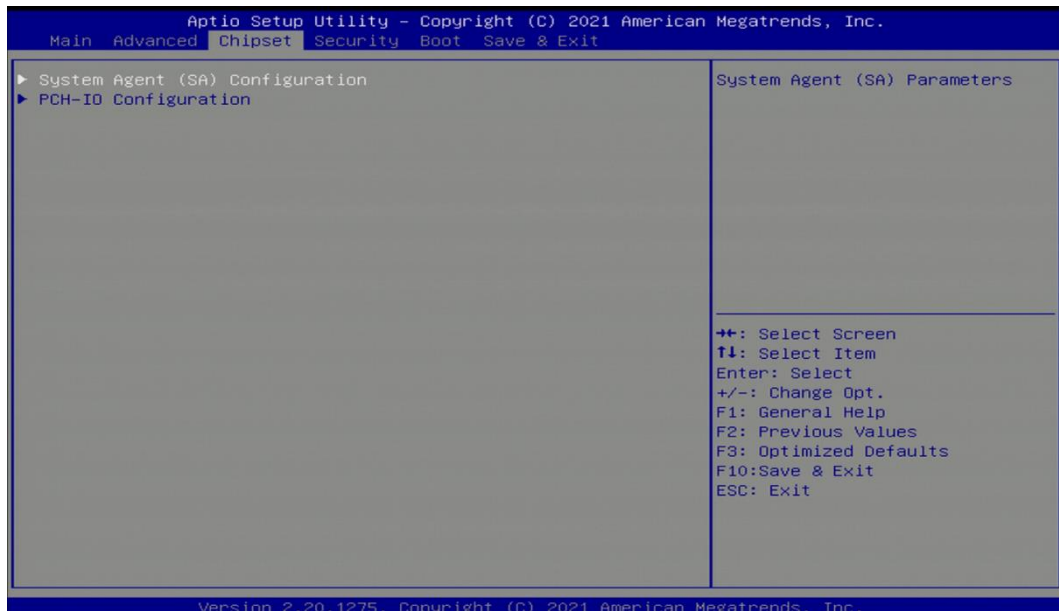 Aptio Setup Utility – Copyright (C) 2021 American Megatrends, Inc.
Main Advanced Chipset Security Boot Save & Exit
▶ System Agent (SA) Configuration
▶ PCH-IO Configuration
System Agent (SA) Parameters
→←: Select Screen
↑↓: Select Item
Enter: Select
+/-: Change Opt.
F1: General Help
F2: Previous Values
F3: Optimized Defaults
F10:Save & Exit
ESC: Exit
Version 2.20.1275. Copyright (C) 2021 American Megatrends, Inc.